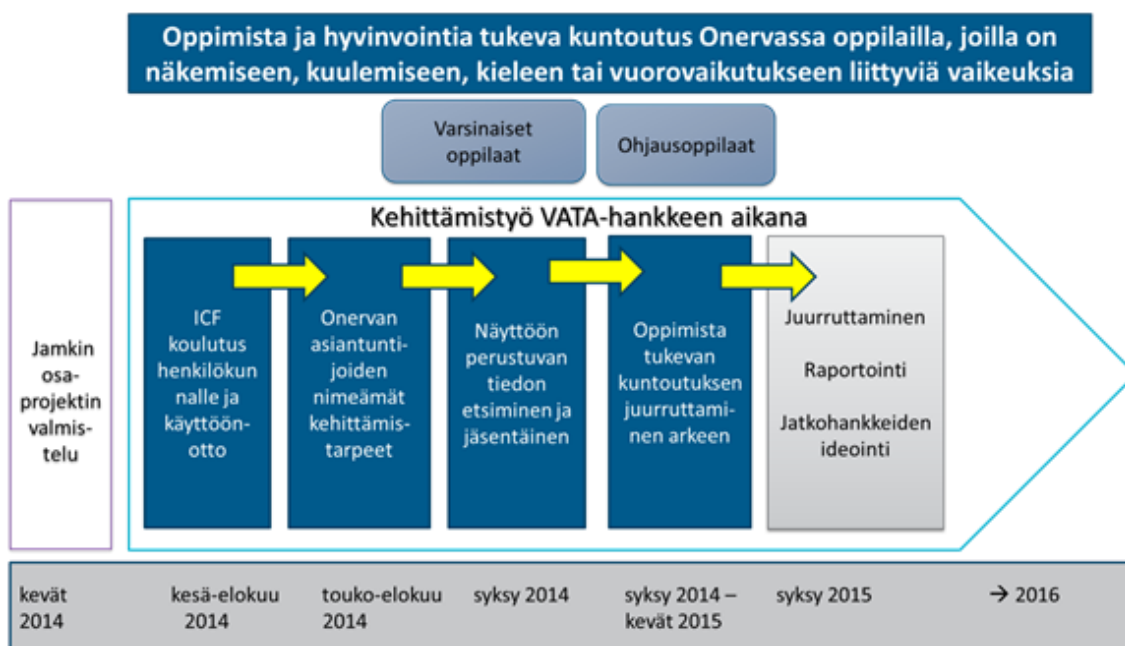 Oppimista ja hyvinvointia tukeva kuntoutus Onervassa oppilailla, joilla on
näkemiseen, kuulemiseen, kieleen tai vuorovaikutukseen liittyviä vaikeuksia
Varsinaiset
oppilaat
Ohjausoppilaat
Kehittämistyö VATA-hankkeen aikana
Jamkin
osa-
projektin
valmis-
telu
ICF
koulutus
henkilökun
nalle ja
käyttöön-
otto
Onervan
asiantunti-
joiden
nimeämät
kehittämis-
tarpeet
Näyttöön
perustuvan
tiedon
etsiminen ja
jäsentäinen
Oppimista
tukevan
kuntoutuksen
juurruttami-
nen arkeen
Juurruttaminen
Raportointi
Jatkohankkeiden
ideointi
kevät
2014
kesä-elokuu
2014
touko-elokuu
2014
syksy 2014
syksy 2014 –
kevät 2015
syksy 2015
→ 2016